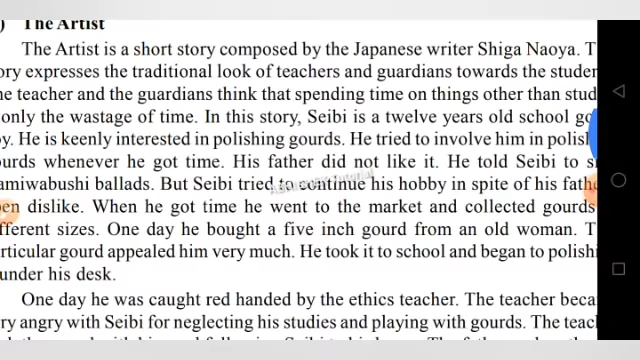 ) The Artist
The Artist is a short story composed by the Japanese writer Shiga Naoya. T
ory expresses the traditional look of teachers and guardians towards the studen
he teacher and the guardians think that spending time on things other than stud
only the wastage of time. In this story, Seibi is a twelve years old school go
y. He is keenly interested in polishing gourds. He tried to involve him in polish
ourds whenever he got time. His father did not like it. He told Seibi to s
amiwabushi ballads. But Seibi tried to continue his hobby in spite of his fathe
en dislike. When he got time he went to the market and collected gourds
fferent sizes. One day he bought a five inch gourd from an old woman. T
rticular gourd appealed him very much. He took it to school and began to polishi
under his desk.
One day he was caught red handed by the ethics teacher. The teacher becam
ry angry with Seibi for neglecting his studies and playing with gourds. The teach